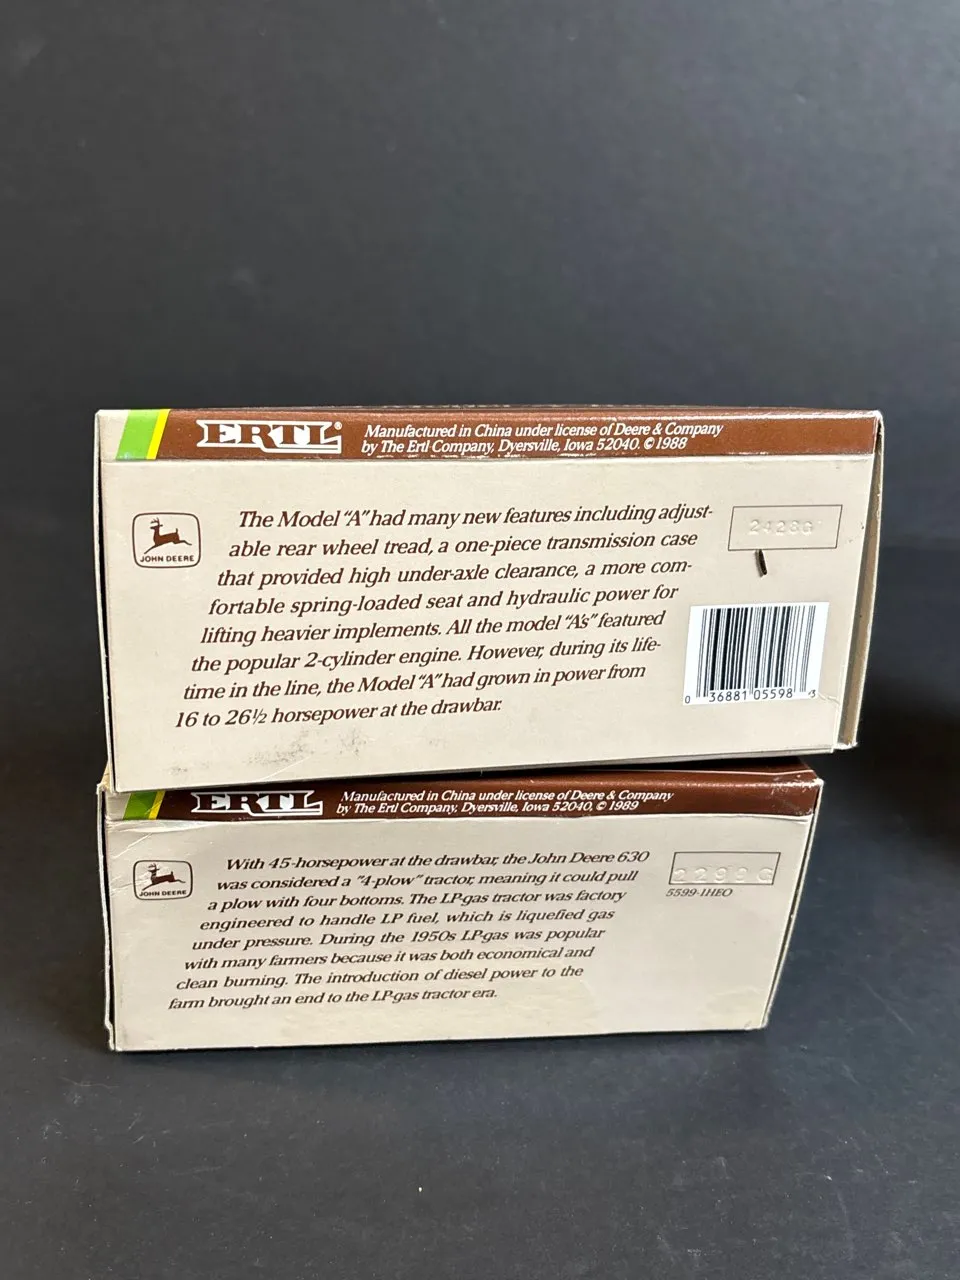 ERTL®
Manufactured in China under license of Deere & Company
by The Ertl Company, Dyersville, Iowa 52040. © 1988
JOHN DEERE
The Model “A” had many new features including adjust-
able rear wheel tread, a one-piece transmission case
that provided high under-axle clearance, a more com-
fortable spring-loaded seat and hydraulic power for
lifting heavier implements. All the model “A’s” featured
the popular 2-cylinder engine. However, during its life-
time in the line, the Model “A” had grown in power from
16 to 26½ horsepower at the drawbar.
2428G
0 36881 05598 3
ERTL
Manufactured in China under license of Deere & Company
by The Ertl Company, Dyersville, Iowa 52040, © 1989
JOHN DEERE
With 45-horsepower at the drawbar, the John Deere 630
was considered a “4-plow” tractor, meaning it could pull
a plow with four bottoms. The LP-gas tractor was factory
engineered to handle LP fuel, which is liquefied gas
under pressure. During the 1950s LP-gas was popular
with many farmers because it was both economical and
clean burning. The introduction of diesel power to the
farm brought an end to the LP-gas tractor era.
2299G
5599-1HEO